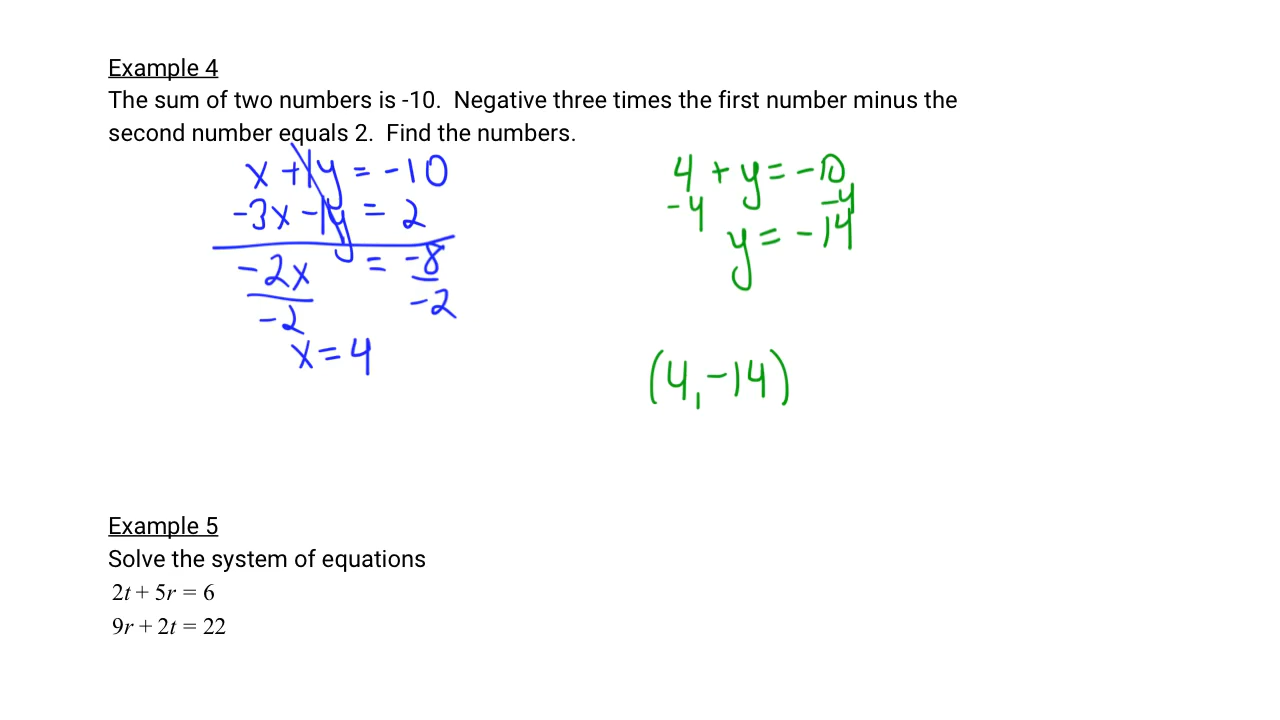 Example 4
The sum of two numbers is -10. Negative three times the first number minus the
second number equals 2. Find the numbers.
x + 1y = -10
-3x - 1y = 2
-2x = -8
-2 -2
x = 4
4 + y = -10
-4 -4
y = -14
(4, -14)
Example 5
Solve the system of equations
2t + 5r = 6
9r + 2t = 22